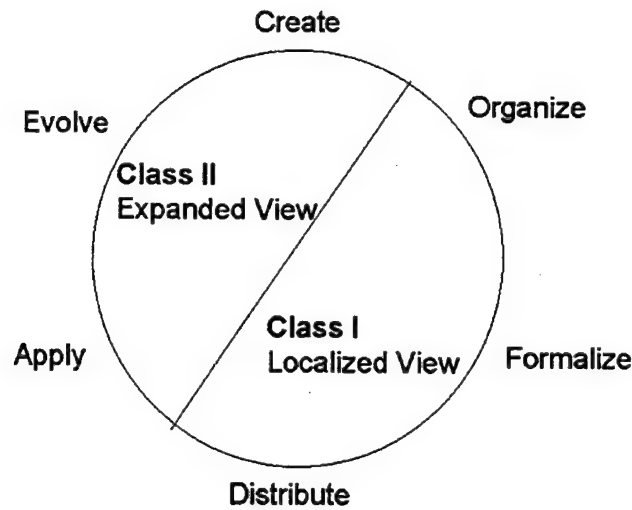 Create
Organize
Evolve
Class II
Expanded View
Class I
Localized View
Apply
Formalize
Distribute